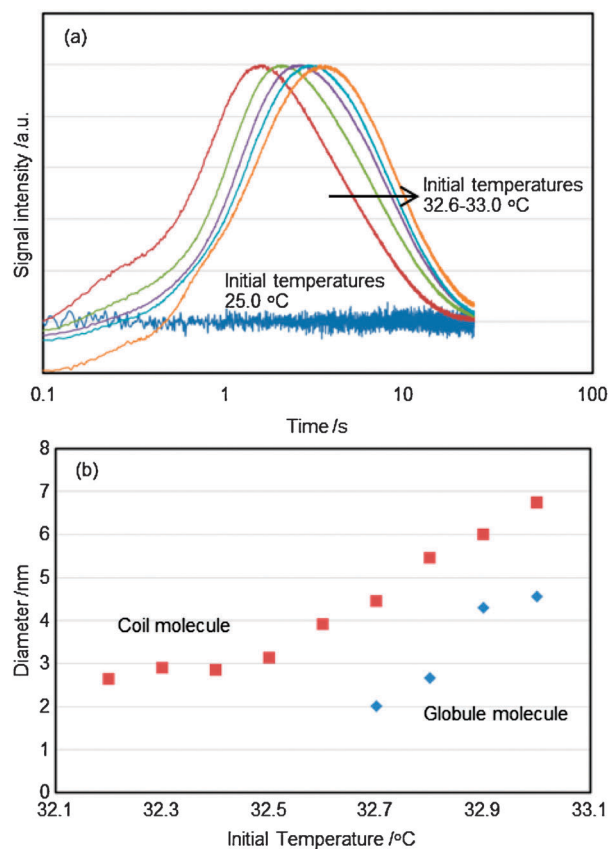 (a)
Signal intensity /a.u.
Initial temperatures
32.6-33.0 °C
Initial temperatures
25.0 °C
0.1 1 10 100
Time /s
(b)
8
7
6
5
4
3
2
1
0
Diameter /nm
Coil molecule
Globule molecule
32.1 32.3 32.5 32.7 32.9 33.1
Initial Temperature /°C